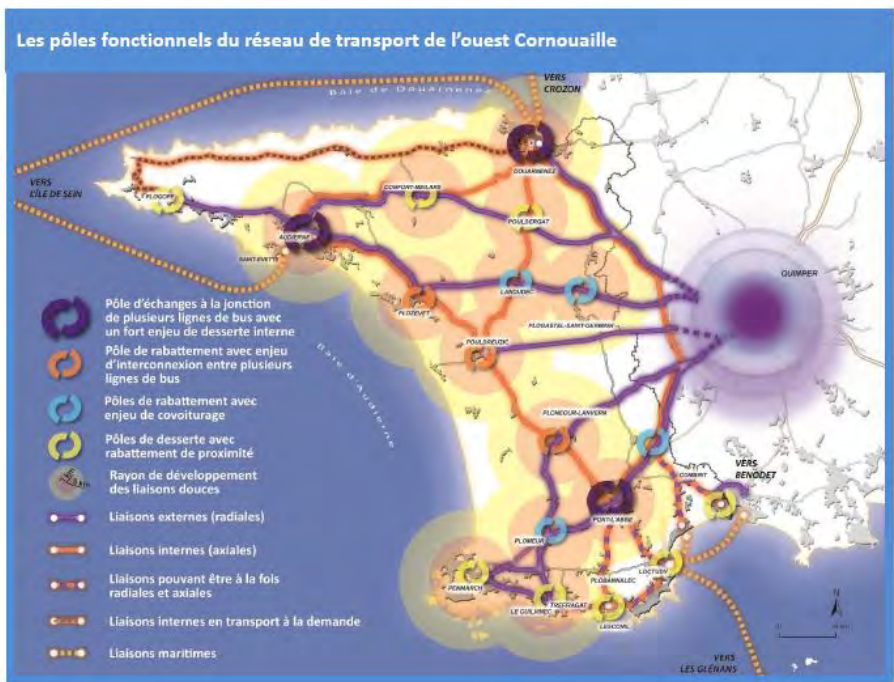 Les pôles fonctionnels du réseau de transport de l'ouest Cornouaille
VERS
CROZON
Baie de Douarnenez
DOUARNENEZ
VERS
L'ÎLE DE SEIN
CONFORT-MEILARS
PLOGOFF
POULDERGAT
AUDIERNE
SAINT-EVETTE
QUIMPER
LANDUDEC
PLOZEVET
PLOGASTEL-SAINT-GERMAIN
POULDREUZIC
Baie d'Audierne
PLONEOUR-LANVERN
COMBRIT
VERS
BENODET
PONT-L'ABBE
PLOMEUR
LOCTUDY
PLOBANNALEC
PENMARCH
TREFFIAGAT
LE GUILVINEC
LESCONIL
N
VERS
LES GLÉNANS
Pôle d'échanges à la jonction
de plusieurs lignes de bus avec
un fort enjeu de desserte interne
Pôle de rabattement avec enjeu
d'interconnexion entre plusieurs
lignes de bus
Pôles de rabattement avec
enjeu de covoiturage
Pôles de desserte avec
rabattement de proximité
Rayon de développement
des liaisons douces
Liaisons externes (radiales)
Liaisons internes (axiales)
Liaisons pouvant être à la fois
radiales et axiales
Liaisons internes en transport à la demande
Liaisons maritimes